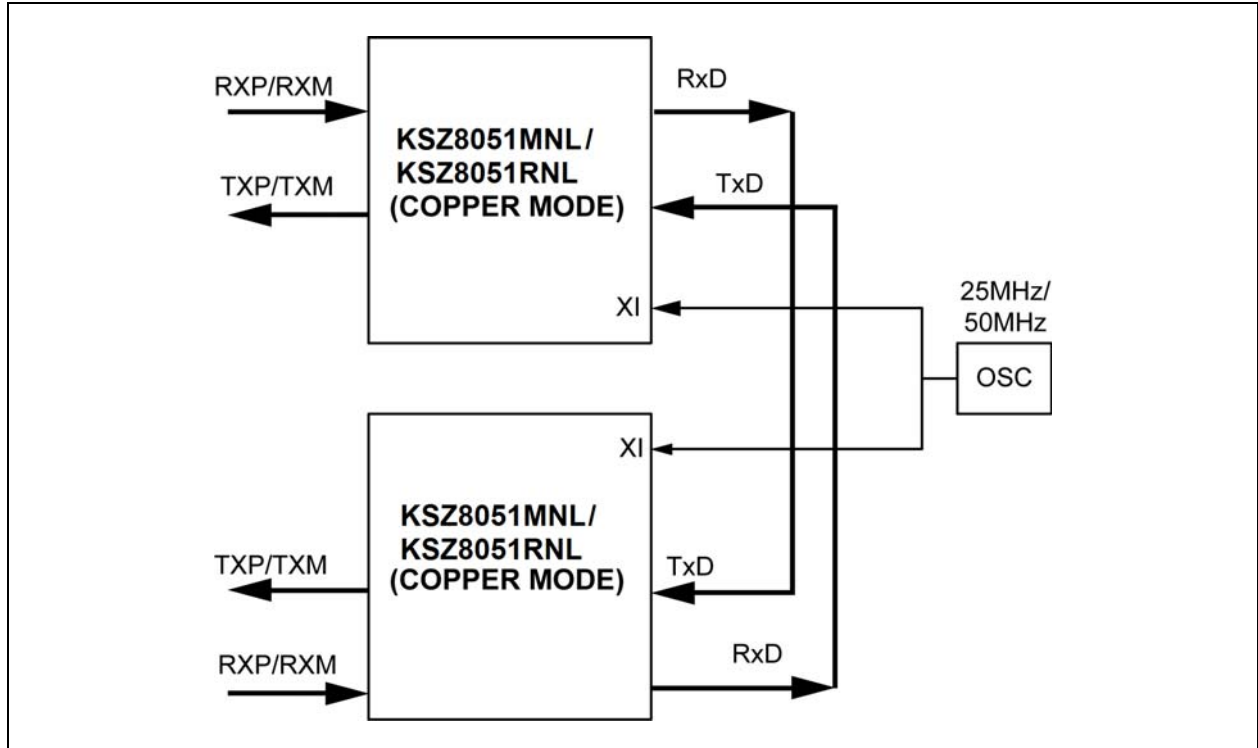 RXP/RXM
TXP/TXM
KSZ8051MNL/
KSZ8051RNL
(COPPER MODE)
RxD
TxD
XI
25MHz/
50MHz
OSC
XI
KSZ8051MNL/
KSZ8051RNL
(COPPER MODE)
TXP/TXM
RXP/RXM
TxD
RxD